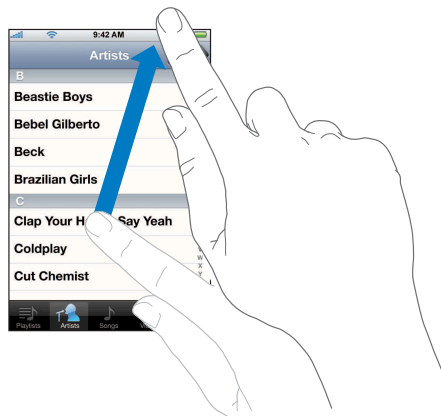 9:42 AM
Artists
B
Beastie Boys
Bebel Gilberto
Beck
Brazilian Girls
C
Clap Your H Say Yeah
Coldplay
W
X
Y
Cut Chemist
Playlists Artists Songs